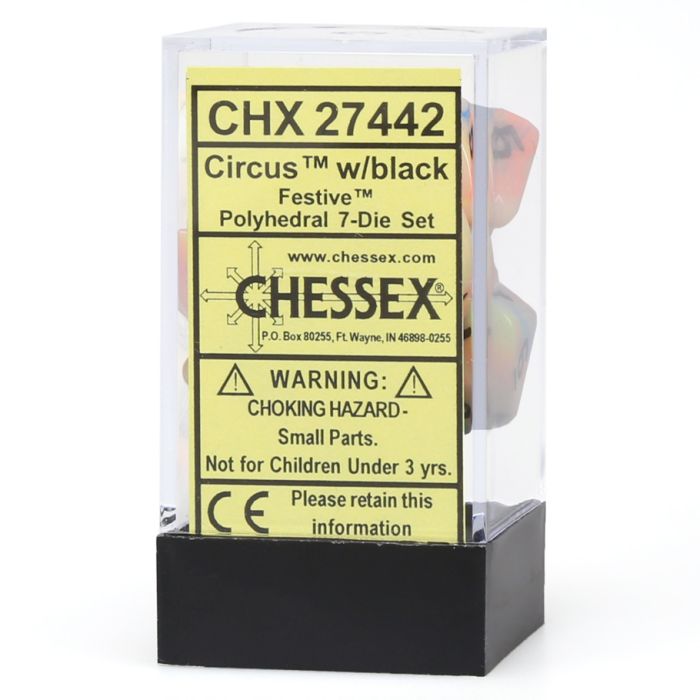 CHX 27442
Circus™ w/black
Festive™
Polyhedral 7-Die Set
www.chessex.com
CHESSEX®
P.O. Box 80255, Ft. Wayne, IN 46898-0255
WARNING:
CHOKING HAZARD-
Small Parts.
Not for Children Under 3 yrs.
CE Please retain this
information